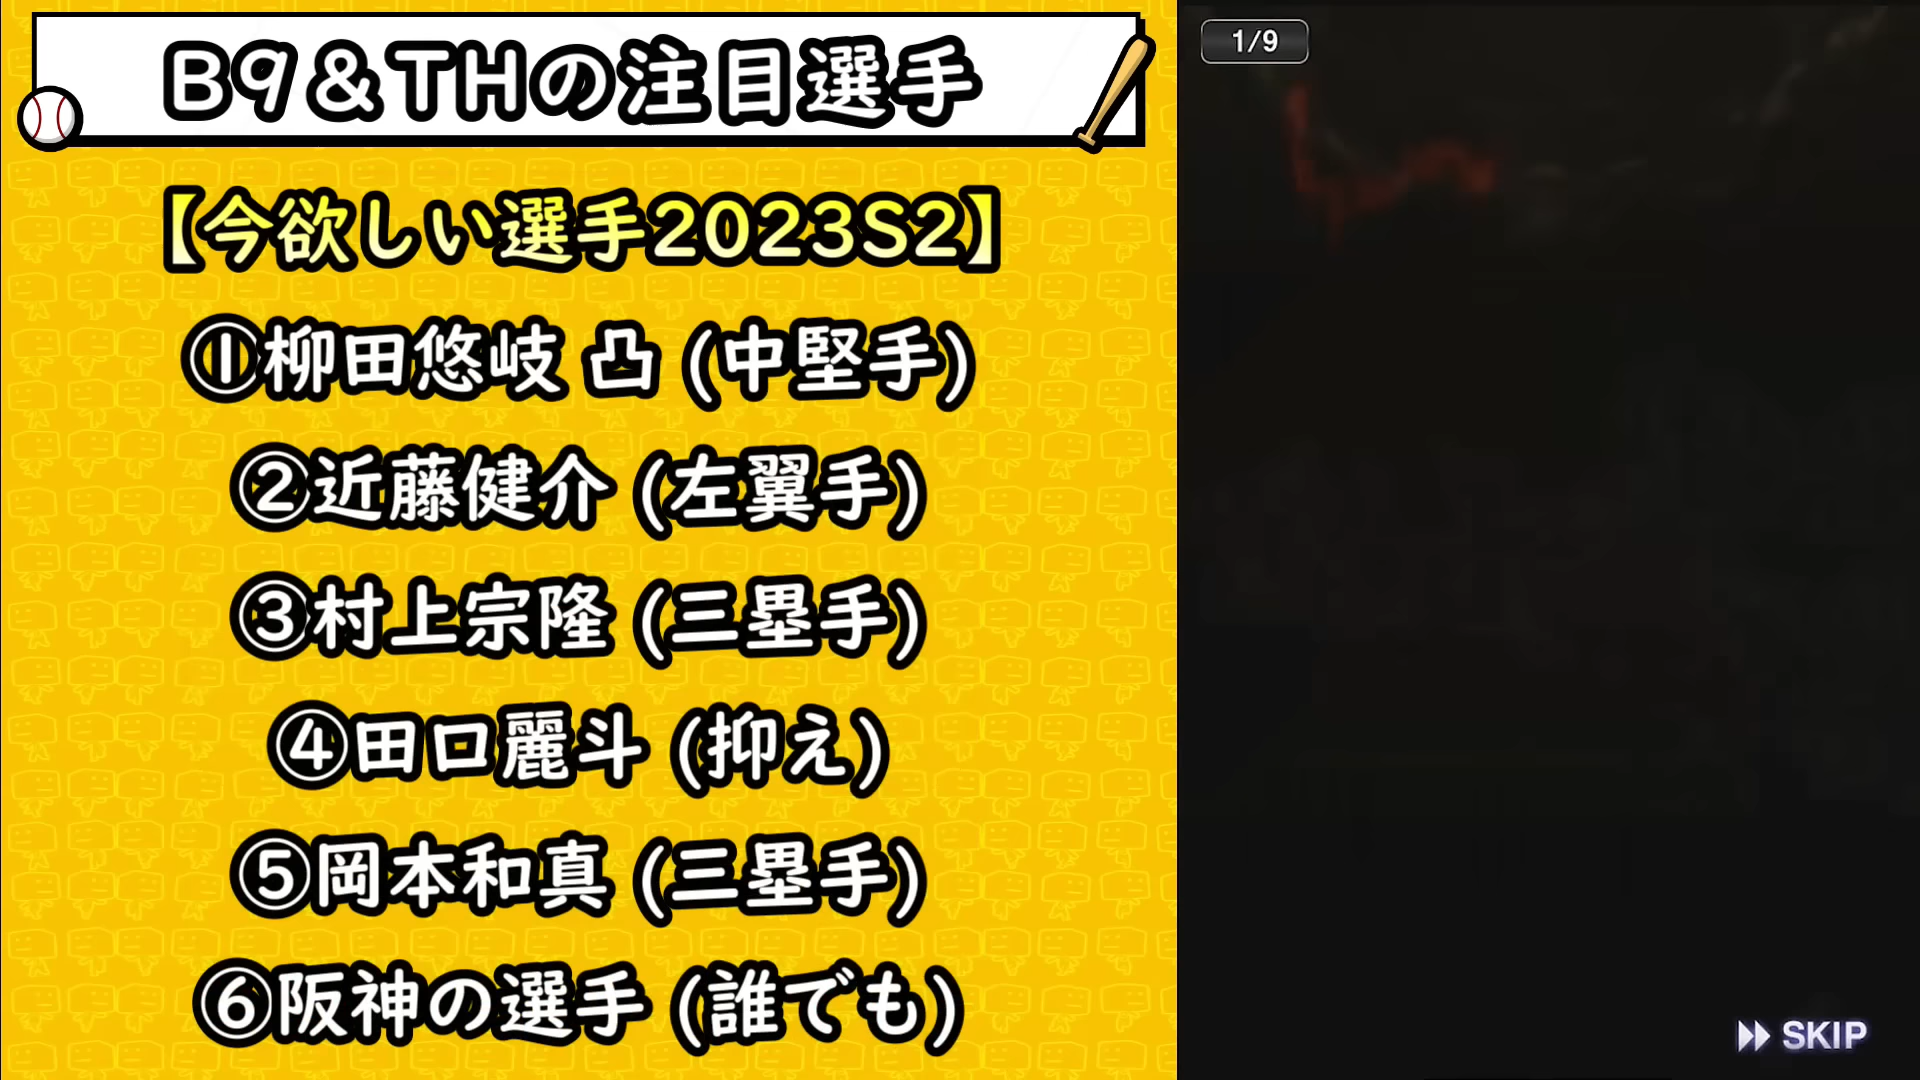 B9&THの注目選手
【今欲しい選手2023S2】
①柳田悠岐 凸 (中堅手)
②近藤健介 (左翼手)
③村上宗隆 (三塁手)
④田口麗斗 (抑え)
⑤岡本和真 (三塁手)
⑥阪神の選手 (誰でも)
1/9
SKIP